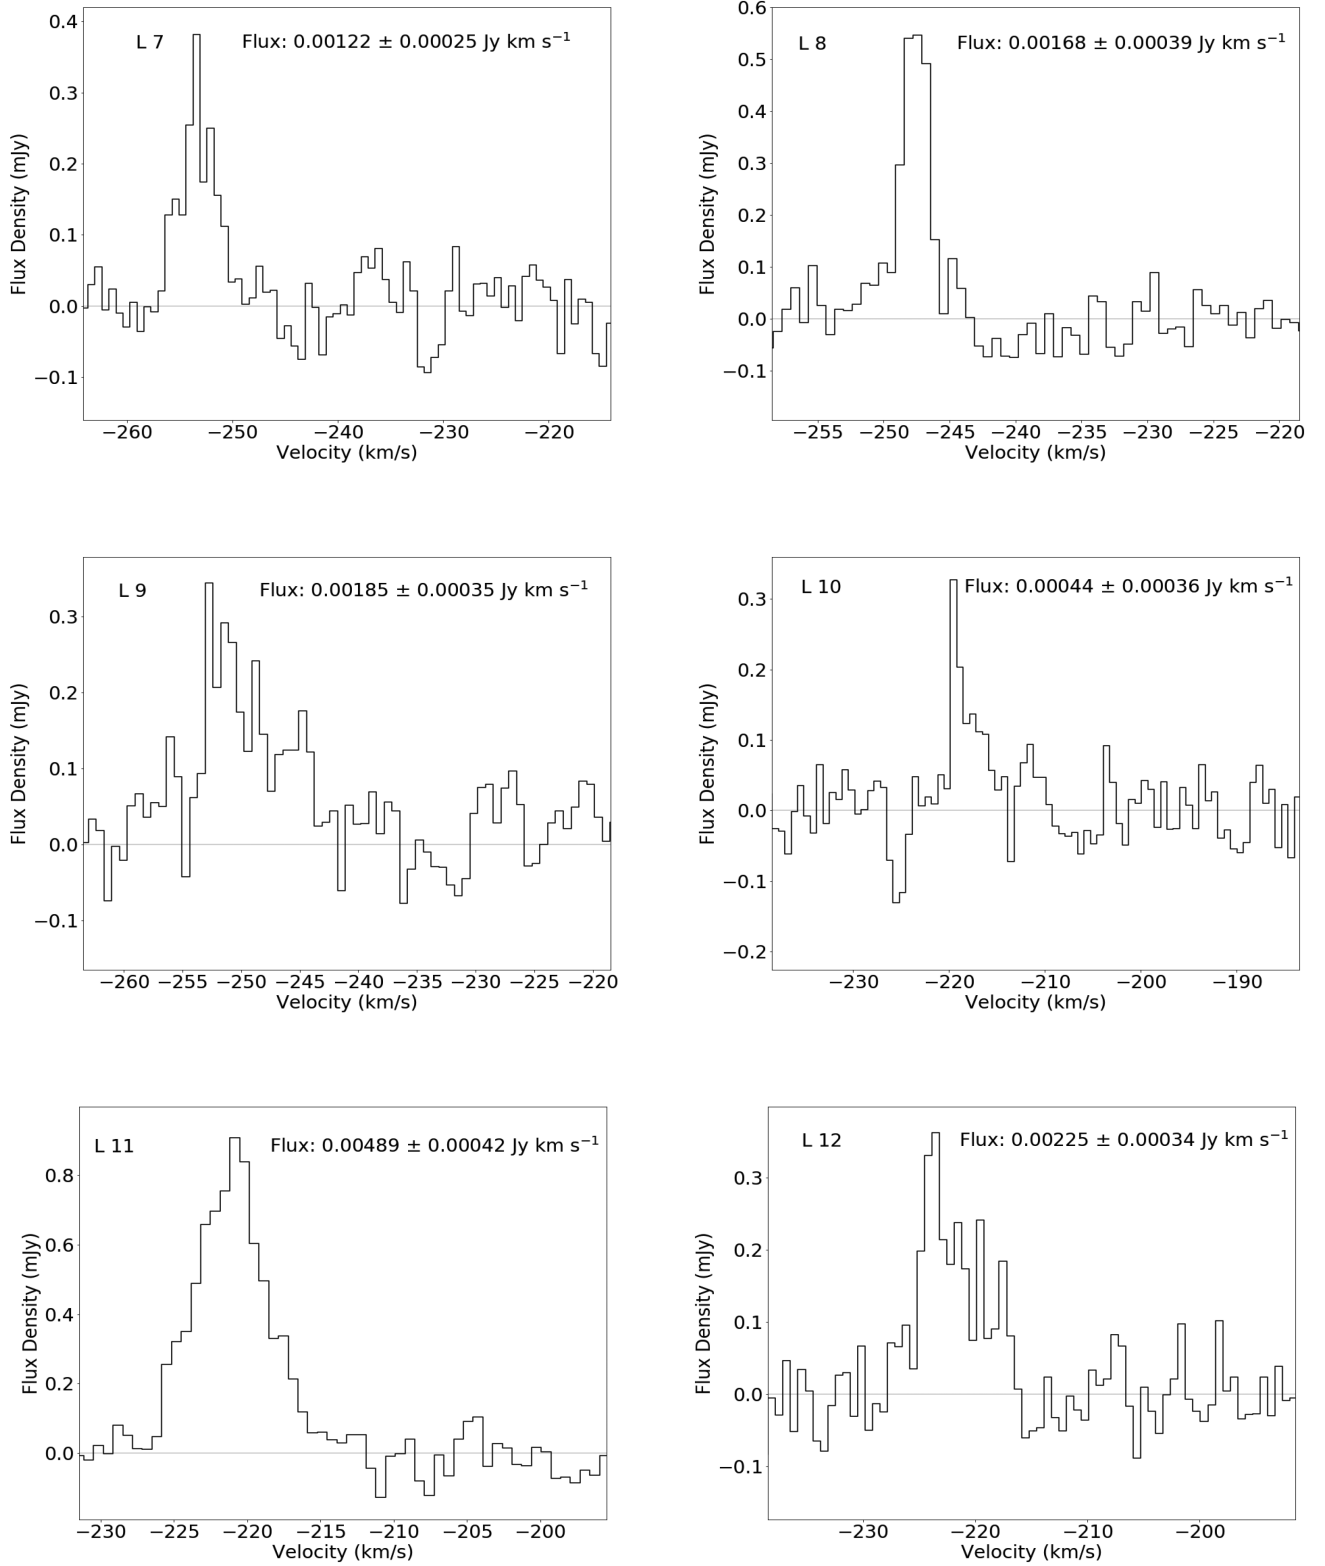 L 7 Flux: 0.00122 ± 0.00025 Jy km s⁻¹
0.4
0.3
0.2
0.1
0.0
−0.1
Flux Density (mJy)
−260 −250 −240 −230 −220
Velocity (km/s)
L 8 Flux: 0.00168 ± 0.00039 Jy km s⁻¹
0.6
0.5
0.4
0.3
0.2
0.1
0.0
−0.1
Flux Density (mJy)
−255 −250 −245 −240 −235 −230 −225 −220
Velocity (km/s)
L 9 Flux: 0.00185 ± 0.00035 Jy km s⁻¹
0.3
0.2
0.1
0.0
−0.1
Flux Density (mJy)
−260 −255 −250 −245 −240 −235 −230 −225 −220
Velocity (km/s)
L 10 Flux: 0.00044 ± 0.00036 Jy km s⁻¹
0.3
0.2
0.1
0.0
−0.1
−0.2
Flux Density (mJy)
−230 −220 −210 −200 −190
Velocity (km/s)
L 11 Flux: 0.00489 ± 0.00042 Jy km s⁻¹
0.8
0.6
0.4
0.2
0.0
Flux Density (mJy)
−230 −225 −220 −215 −210 −205 −200
Velocity (km/s)
L 12 Flux: 0.00225 ± 0.00034 Jy km s⁻¹
0.3
0.2
0.1
0.0
−0.1
Flux Density (mJy)
−230 −220 −210 −200
Velocity (km/s)